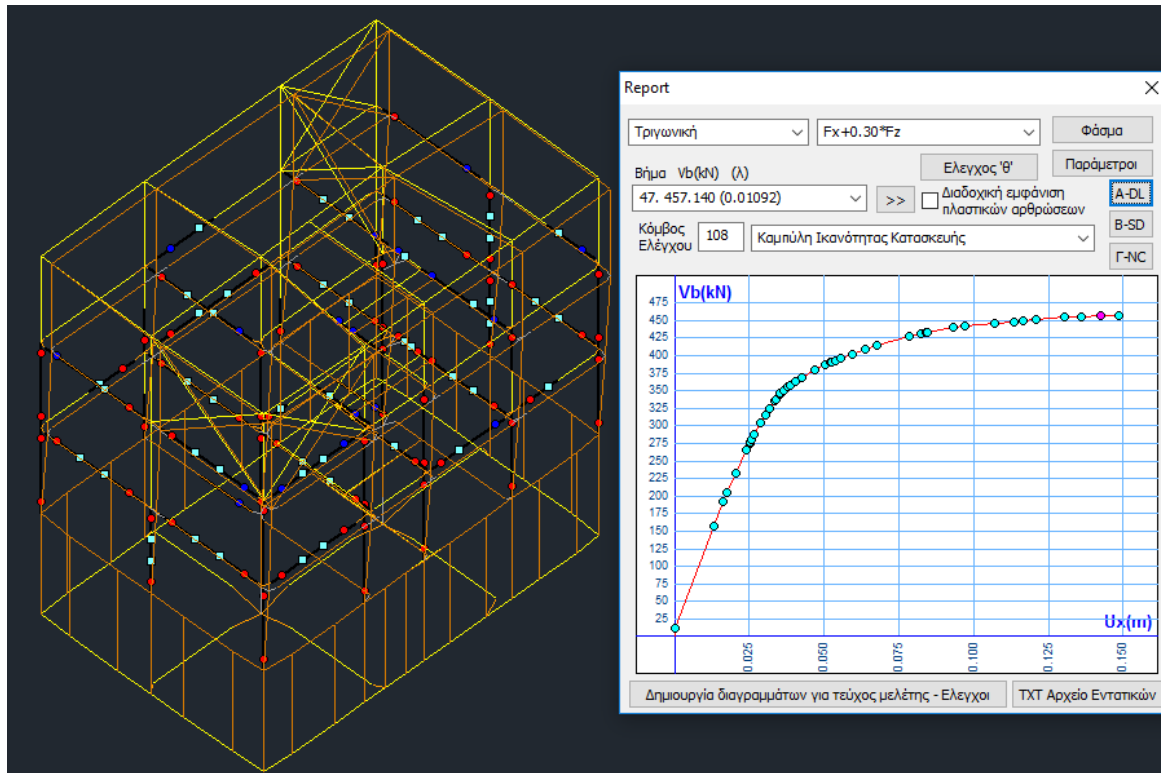 Report
Τριγωνική Fx+0.30*Fz Φάσμα
Ελεγχος 'θ' Παράμετροι
Βήμα Vb(kN) (λ)
47. 457.140 (0.01092) >> Διαδοχική εμφάνιση πλαστικών αρθρώσεων A-DL
Κόμβος Ελέγχου 108 Καμπύλη Ικανότητας Κατασκευής B-SD
Γ-NC
Vb(kN)
475
450
425
400
375
350
325
300
275
250
225
200
175
150
125
100
75
50
25
Ux(m)
0.025 0.050 0.075 0.100 0.125 0.150
Δημιουργία διαγραμμάτων για τεύχος μελέτης - Ελεγχοι TXT Αρχείο Εντατικών